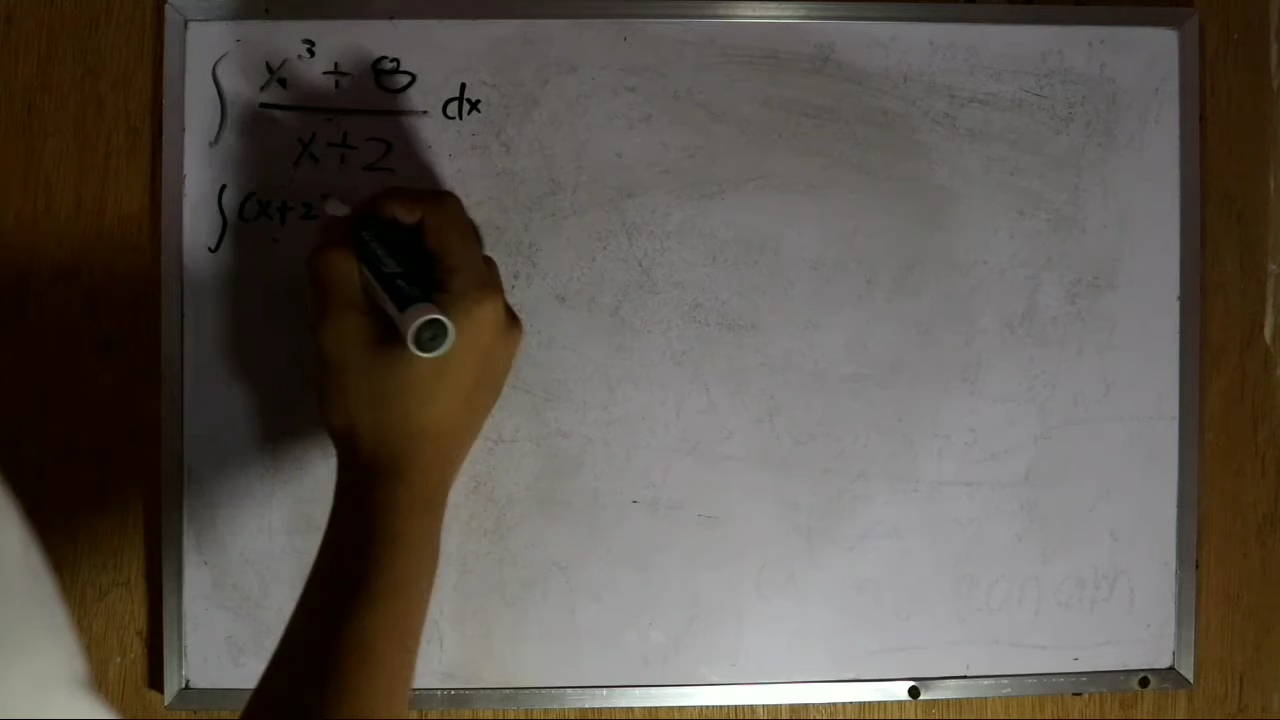 ∫ x³ + 8 dx
x+2
∫ (x+2